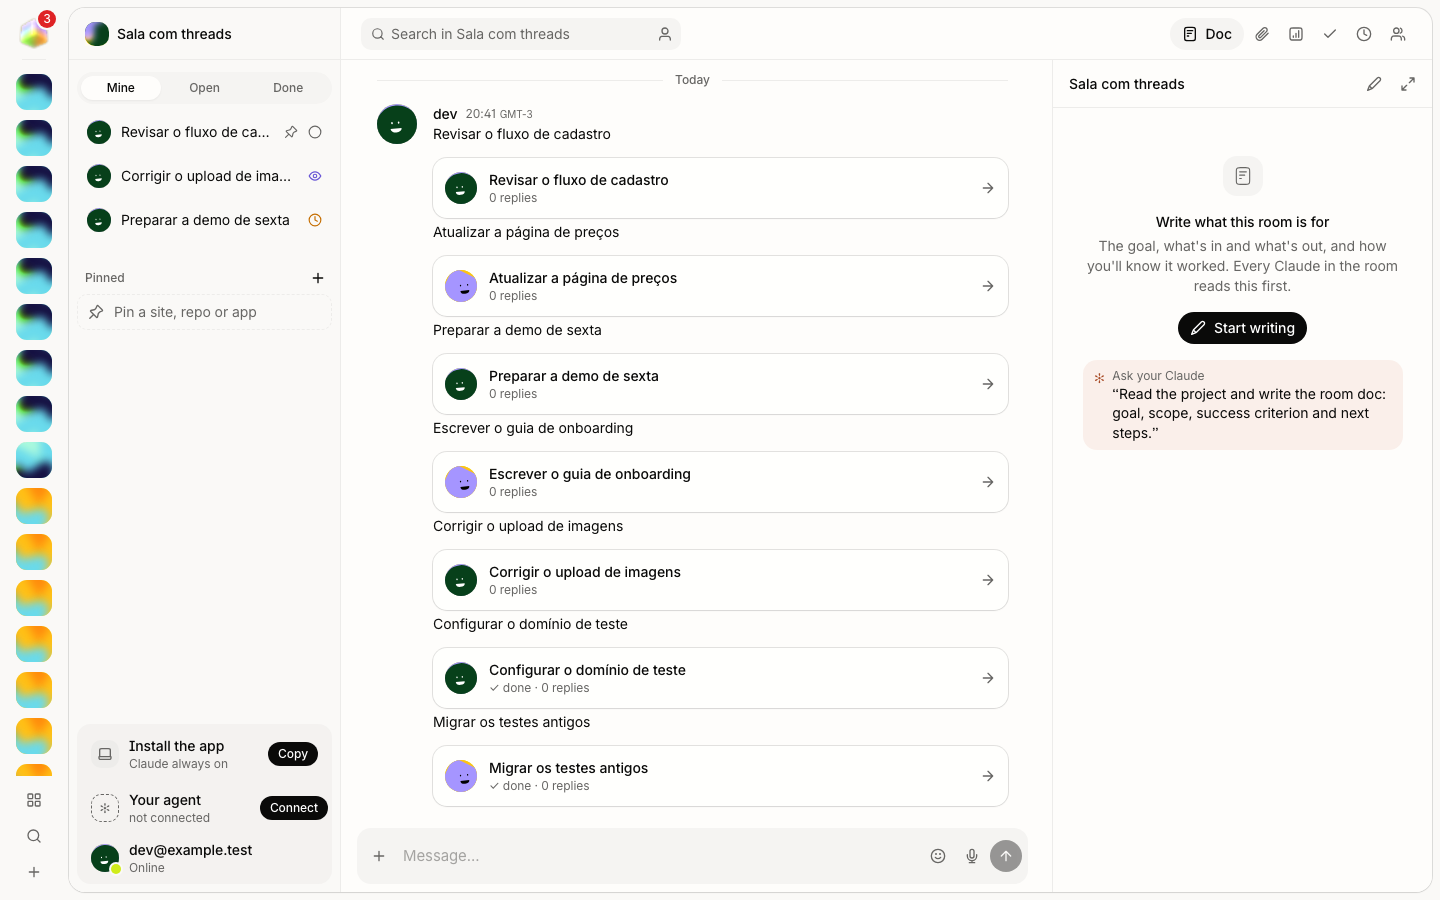 3
Sala com threads
Search in Sala com threads
Doc
Mine
Open
Done
Revisar o fluxo de ca...
Corrigir o upload de ima...
Preparar a demo de sexta
Pinned
Pin a site, repo or app
Install the app
Claude always on
Copy
Your agent
not connected
Connect
dev@example.test
Online
Today
dev 20:41 GMT-3
Revisar o fluxo de cadastro
Revisar o fluxo de cadastro
0 replies
Atualizar a página de preços
Atualizar a página de preços
0 replies
Preparar a demo de sexta
Preparar a demo de sexta
0 replies
Escrever o guia de onboarding
Escrever o guia de onboarding
0 replies
Corrigir o upload de imagens
Corrigir o upload de imagens
0 replies
Configurar o domínio de teste
Configurar o domínio de teste
✓ done · 0 replies
Migrar os testes antigos
Migrar os testes antigos
✓ done · 0 replies
Message...
Sala com threads
Write what this room is for
The goal, what's in and what's out, and how
you'll know it worked. Every Claude in the room
reads this first.
Start writing
Ask your Claude
“Read the project and write the room doc:
goal, scope, success criterion and next
steps.”